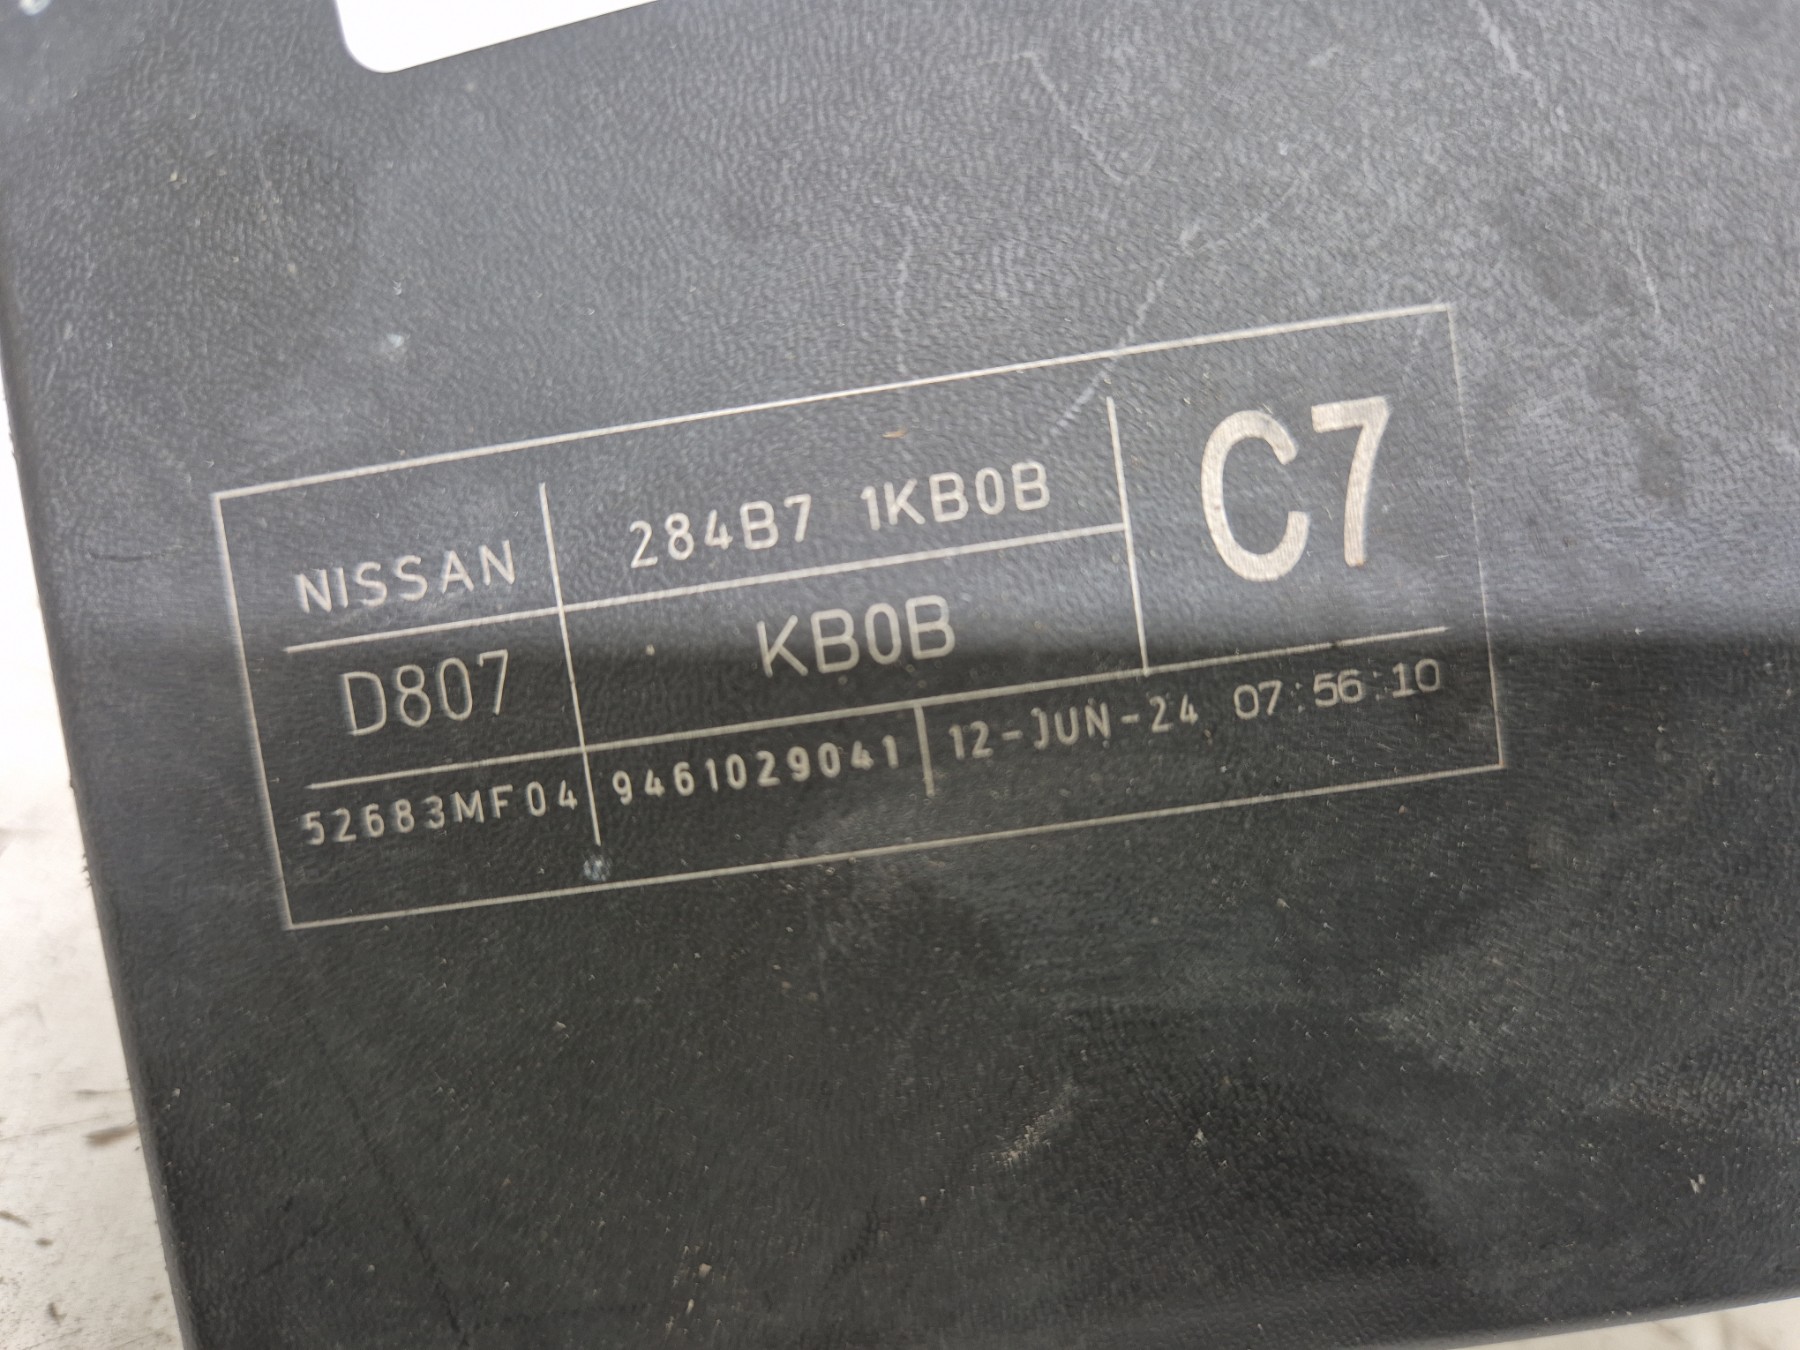 NISSAN 284B7 1KB0B C7
D807 KB0B
52683MF04 9461029041 12-JUN-24 07:56:10